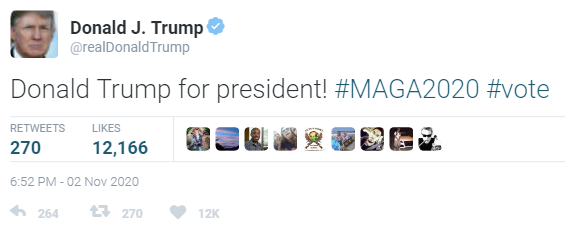 Donald J. Trump
@realDonaldTrump
Donald Trump for president! #MAGA2020 #vote
RETWEETS LIKES
270 12,166
6:52 PM - 02 Nov 2020
264 270 12K